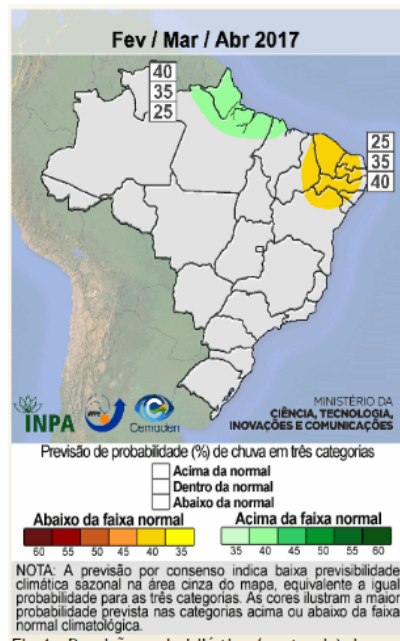 Fev / Mar / Abr 2017
40
35
25
25
35
40
INPA
Cemaden
MINISTÉRIO DA
CIÊNCIA, TECNOLOGIA,
INOVAÇÕES E COMUNICAÇÕES
Previsão de probabilidade (%) de chuva em três categorias
Acima da normal
Dentro da normal
Abaixo da normal
Abaixo da faixa normal
Acima da faixa normal
60 55 50 45 40 35
35 40 45 50 55 60
NOTA: A previsão por consenso indica baixa previsibilidade
climática sazonal na área cinza do mapa, equivalente a igual
probabilidade para as três categorias. As cores ilustram a maior
probabilidade prevista nas categorias acima ou abaixo da faixa
normal climatológica.